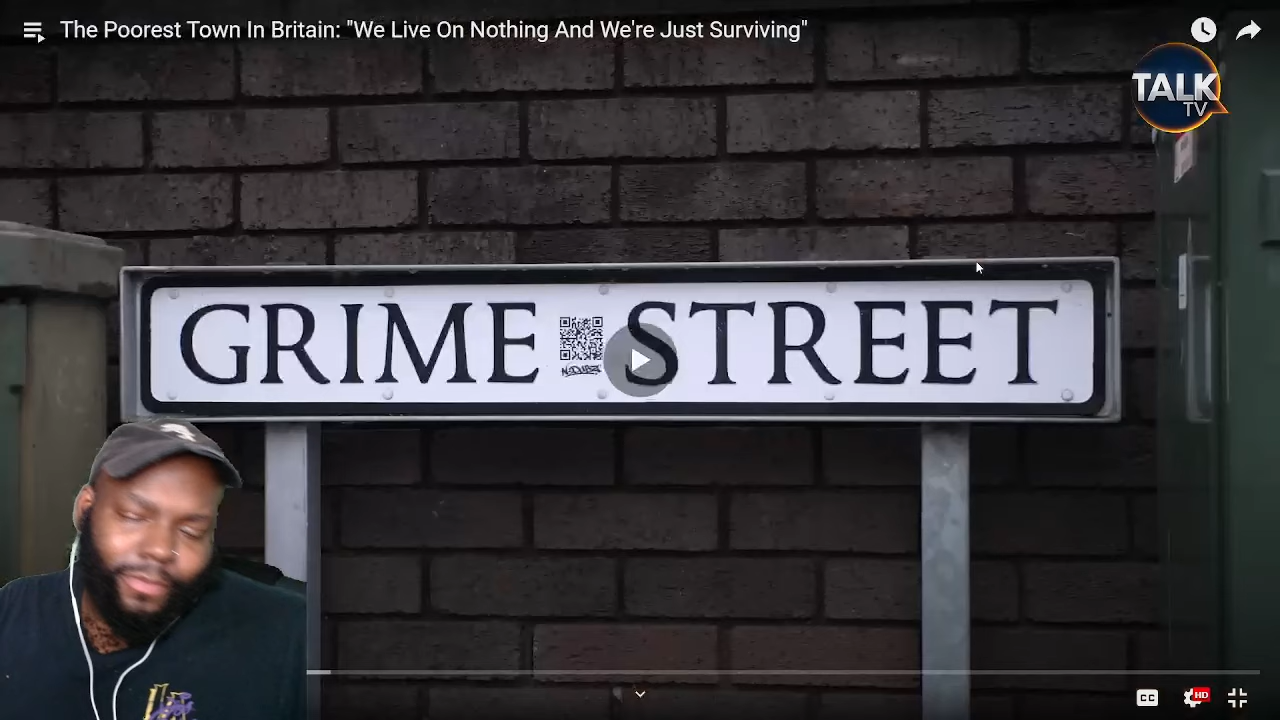 The Poorest Town In Britain: "We Live On Nothing And We're Just Surviving"
TALK
TV
GRIME STREET
CC
HD